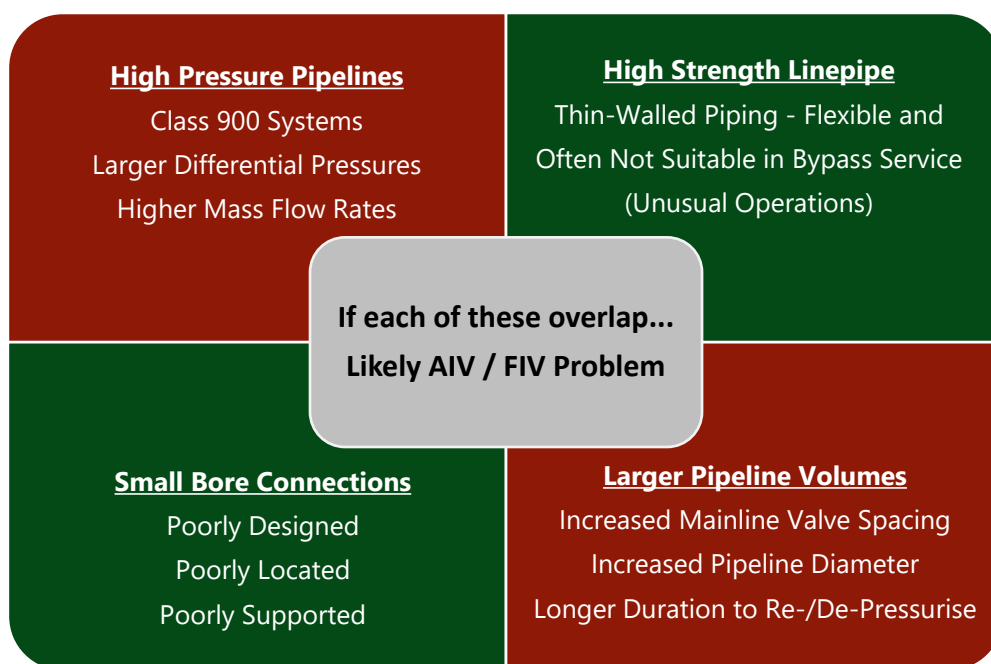 High Pressure Pipelines
Class 900 Systems
Larger Differential Pressures
Higher Mass Flow Rates
High Strength Linepipe
Thin-Walled Piping - Flexible and
Often Not Suitable in Bypass Service
(Unusual Operations)
If each of these overlap...
Likely AIV / FIV Problem
Small Bore Connections
Poorly Designed
Poorly Located
Poorly Supported
Larger Pipeline Volumes
Increased Mainline Valve Spacing
Increased Pipeline Diameter
Longer Duration to Re-/De-Pressurise